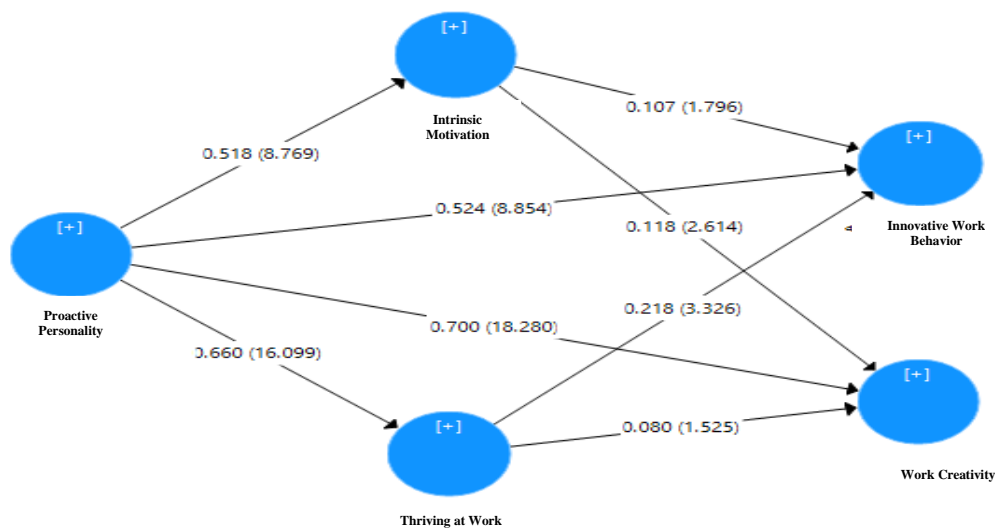 [+]
Intrinsic
Motivation
0.107 (1.796)
[+]
Innovative Work
Behavior
0.518 (8.769)
0.524 (8.854)
0.118 (2.614)
[+]
Proactive
Personality
0.218 (3.326)
0.700 (18.280)
0.660 (16.099)
[+]
Work Creativity
[+]
0.080 (1.525)
Thriving at Work